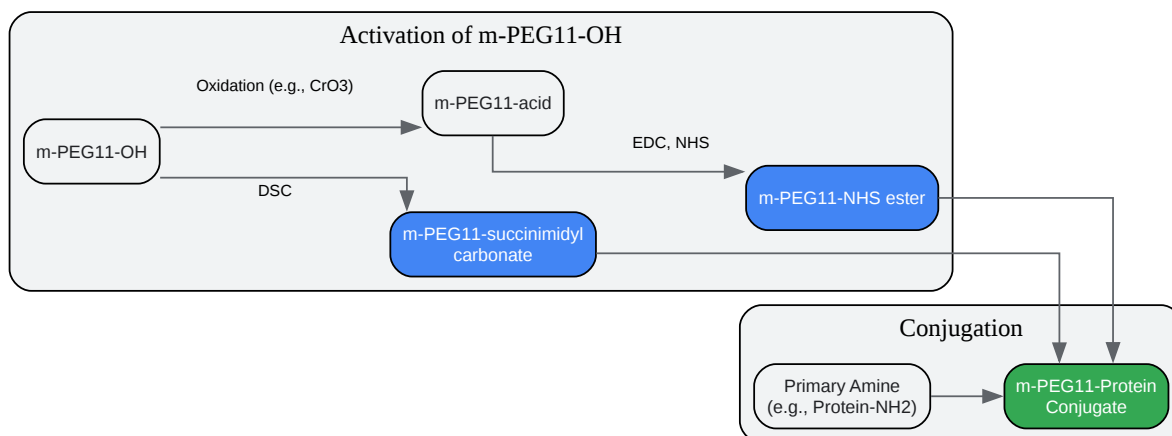 Activation of m-PEG11-OH
Oxidation (e.g., CrO3)
m-PEG11-acid
m-PEG11-OH
EDC, NHS
DSC
m-PEG11-NHS ester
m-PEG11-succinimidyl
carbonate
Conjugation
Primary Amine
(e.g., Protein-NH2)
m-PEG11-Protein
Conjugate